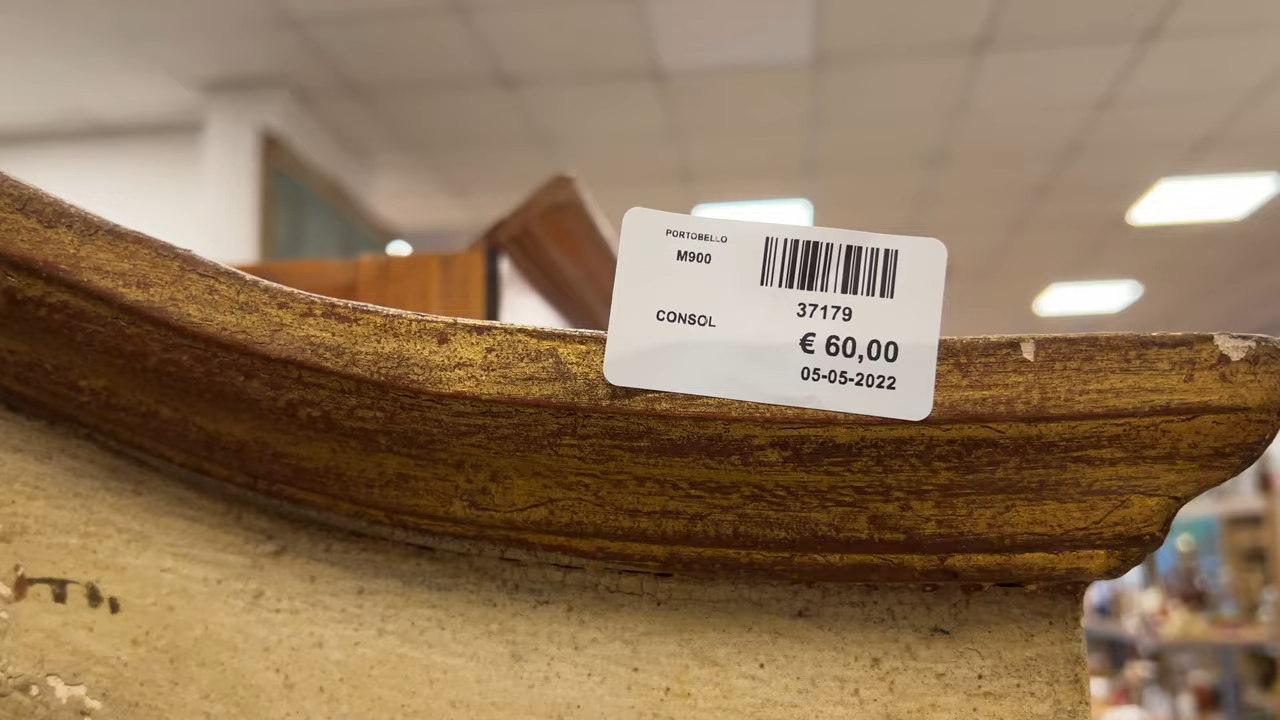 PORTOBELLO
M900
CONSOL
37179
€ 60,00
05-05-2022